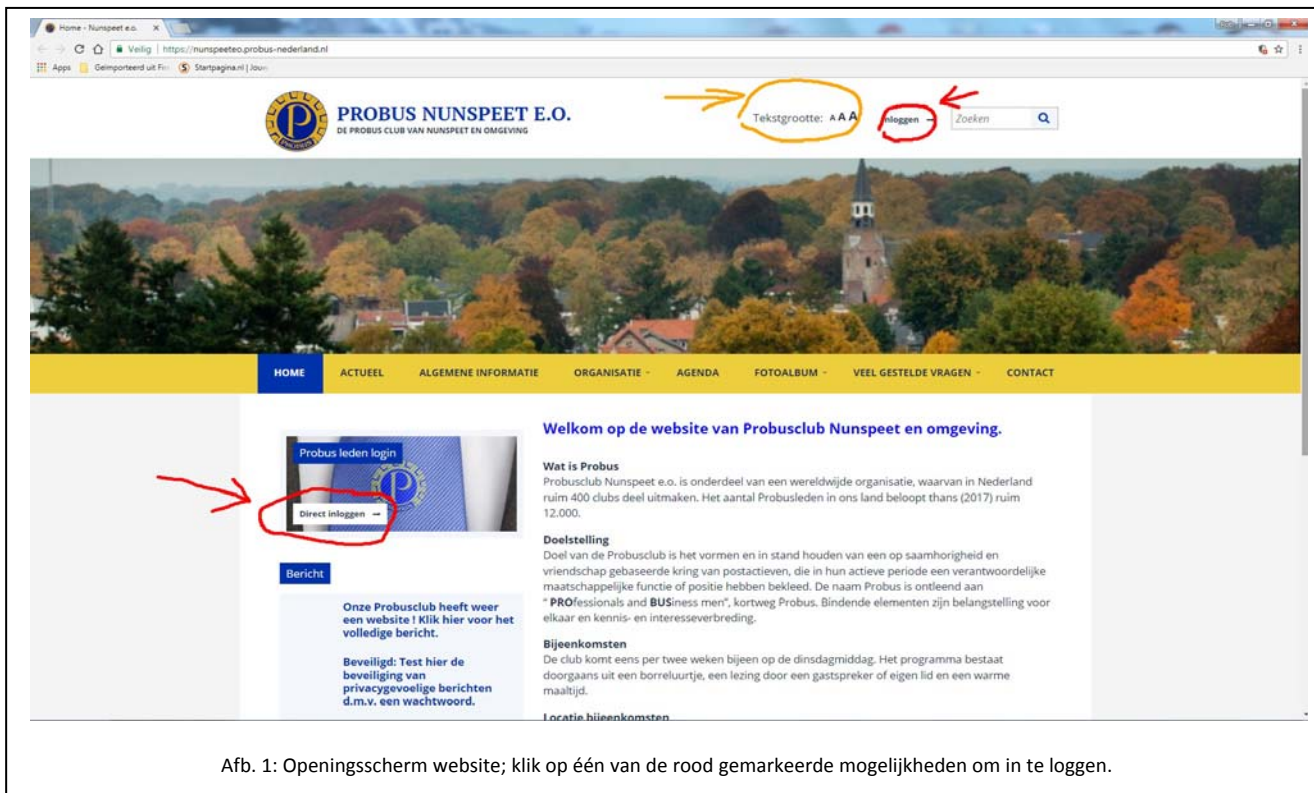 Home - Nunspeet e.o.
Veilig | https://nunspeeteo.probus-nederland.nl
Apps Geïmporteerd uit Fire Startpagina.nl | Jouw
PROBUS NUNSPEET E.O.
DE PROBUS CLUB VAN NUNSPEET EN OMGEVING
Tekstgrootte: A A A
Inloggen → Zoeken
P
PROBUS
HOME ACTUEEL ALGEMENE INFORMATIE ORGANISATIE AGENDA FOTOALBUM VEEL GESTELDE VRAGEN CONTACT
Probus leden login
P
Direct inloggen →
Bericht
Onze Probusclub heeft weer
een website ! Klik hier voor het
volledige bericht.
Beveiligd: Test hier de
beveiliging van
privacygevoelige berichten
d.m.v. een wachtwoord.
Welkom op de website van Probusclub Nunspeet en omgeving.
Wat is Probus
Probusclub Nunspeet e.o. is onderdeel van een wereldwijde organisatie, waarvan in Nederland
ruim 400 clubs deel uitmaken. Het aantal Probusleden in ons land beloopt thans (2017) ruim
12.000.
Doelstelling
Doel van de Probusclub is het vormen en in stand houden van een op saamhorigheid en
vriendschap gebaseerde kring van postactieven, die in hun actieve periode een verantwoordelijke
maatschappelijke functie of positie hebben bekleed. De naam Probus is ontleend aan
" PROfessionals and BUSiness men", kortweg Probus. Bindende elementen zijn belangstelling voor
elkaar en kennis- en interesseverbreding.
Bijeenkomsten
De club komt eens per twee weken bijeen op de dinsdagmiddag. Het programma bestaat
doorgaans uit een borreluurtje, een lezing door een gastspreker of eigen lid en een warme
maaltijd.
Locatie bijeenkomsten
Afb. 1: Openingsscherm website; klik op één van de rood gemarkeerde mogelijkheden om in te loggen.